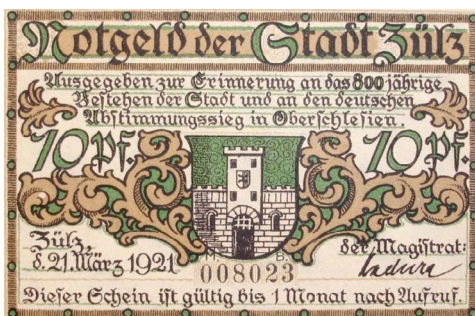 Notgeld der Stadt Zülz
Ausgegeben zur Erinnerung an das 800 jährige
Bestehen der Stadt und an den deutschen
Abstimmungssieg in Oberschlesien.
10 Pf. 10 Pf.
Zülz,
d. 21. März 1921
M. B.
008023
der Magistrat:
Dieser Schein ist gültig bis 1 Monat nach Aufruf.